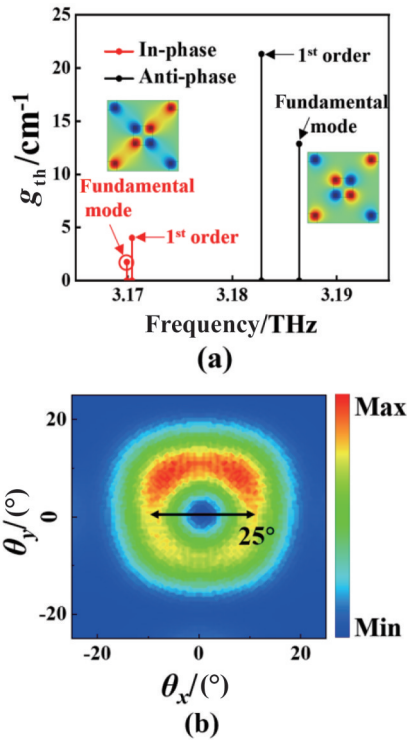 25
In-phase
Anti-phase
1st order
20
Fundamental
mode
15
gth/cm-1
10
Fundamental
mode
5
1st order
0
3.17 3.18 3.19
Frequency/THz
(a)
20
Max
θy/(°)
0
25°
-20
Min
-20 0 20
θx/(°)
(b)